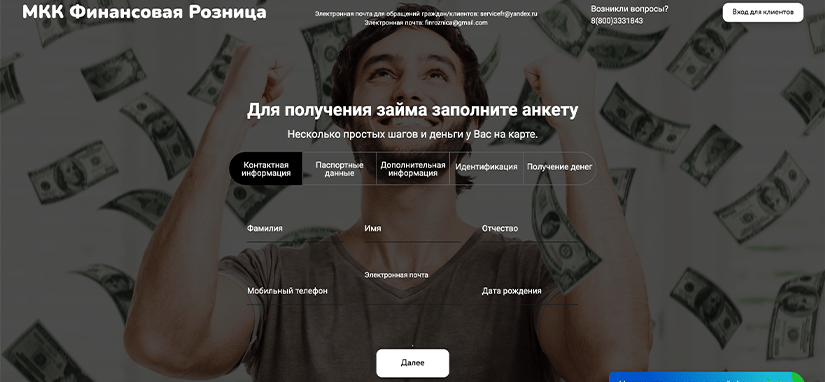 МКК Финансовая Розница
Электронная почта для обращений граждан/клиентов: servicefr@yandex.ru
Электронная почта: finroznica@gmail.com
Возникли вопросы?
8(800)3331843
Вход для клиентов
Для получения займа заполните анкету
Несколько простых шагов и деньги у Вас на карте.
Контактная
информация
Паспортные
данные
Дополнительная
информация
Идентификация
Получение денег
Фамилия
Имя
Отчество
Электронная почта
Мобильный телефон
Дата рождения
Далее